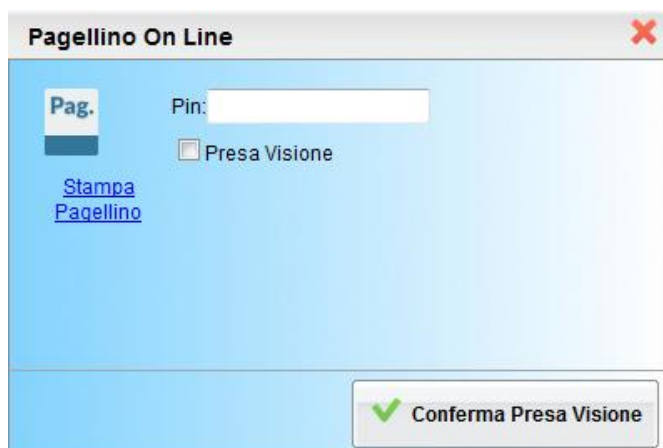 Pagellino On Line
Pag.
Pin:
Presa Visione
Stampa
Pagellino
Conferma Presa Visione